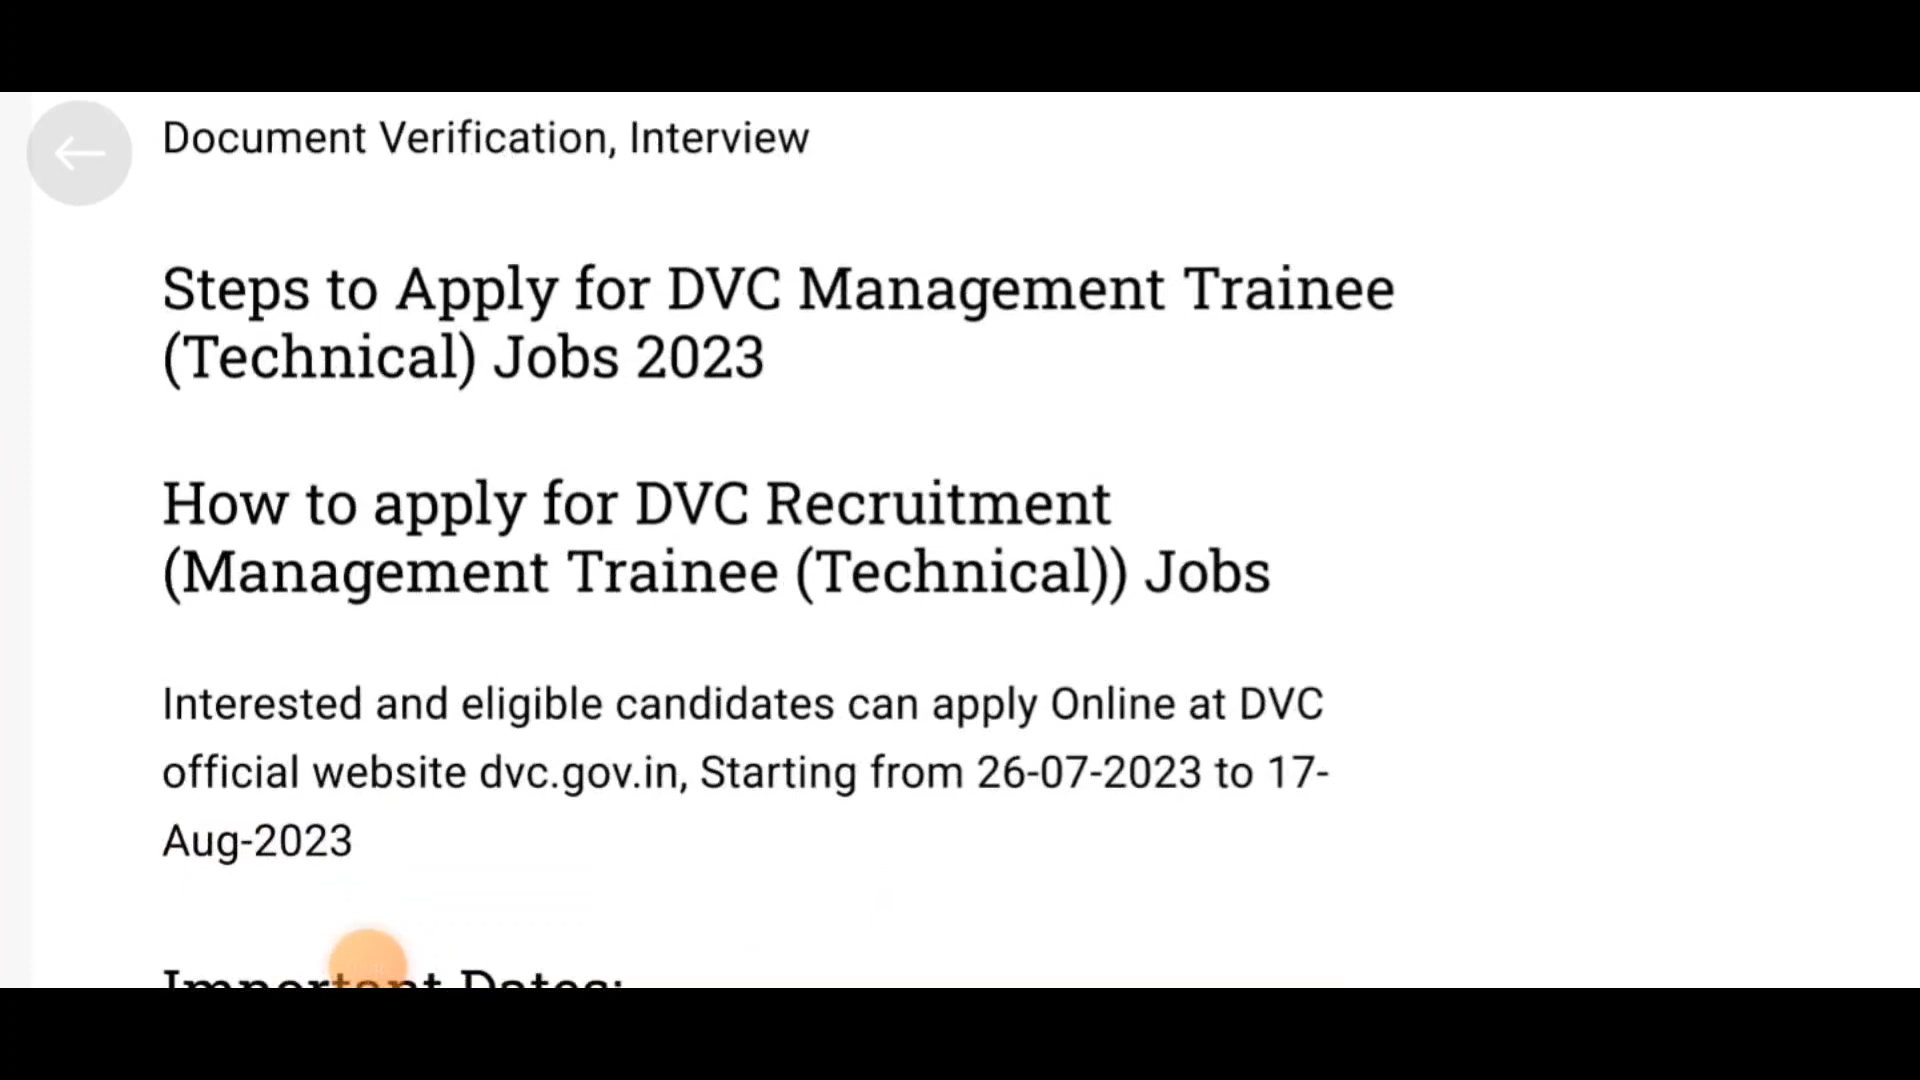 Document Verification, Interview
Steps to Apply for DVC Management Trainee
(Technical) Jobs 2023
How to apply for DVC Recruitment
(Management Trainee (Technical)) Jobs
Interested and eligible candidates can apply Online at DVC
official website dvc.gov.in, Starting from 26-07-2023 to 17-
Aug-2023
Important Dates: